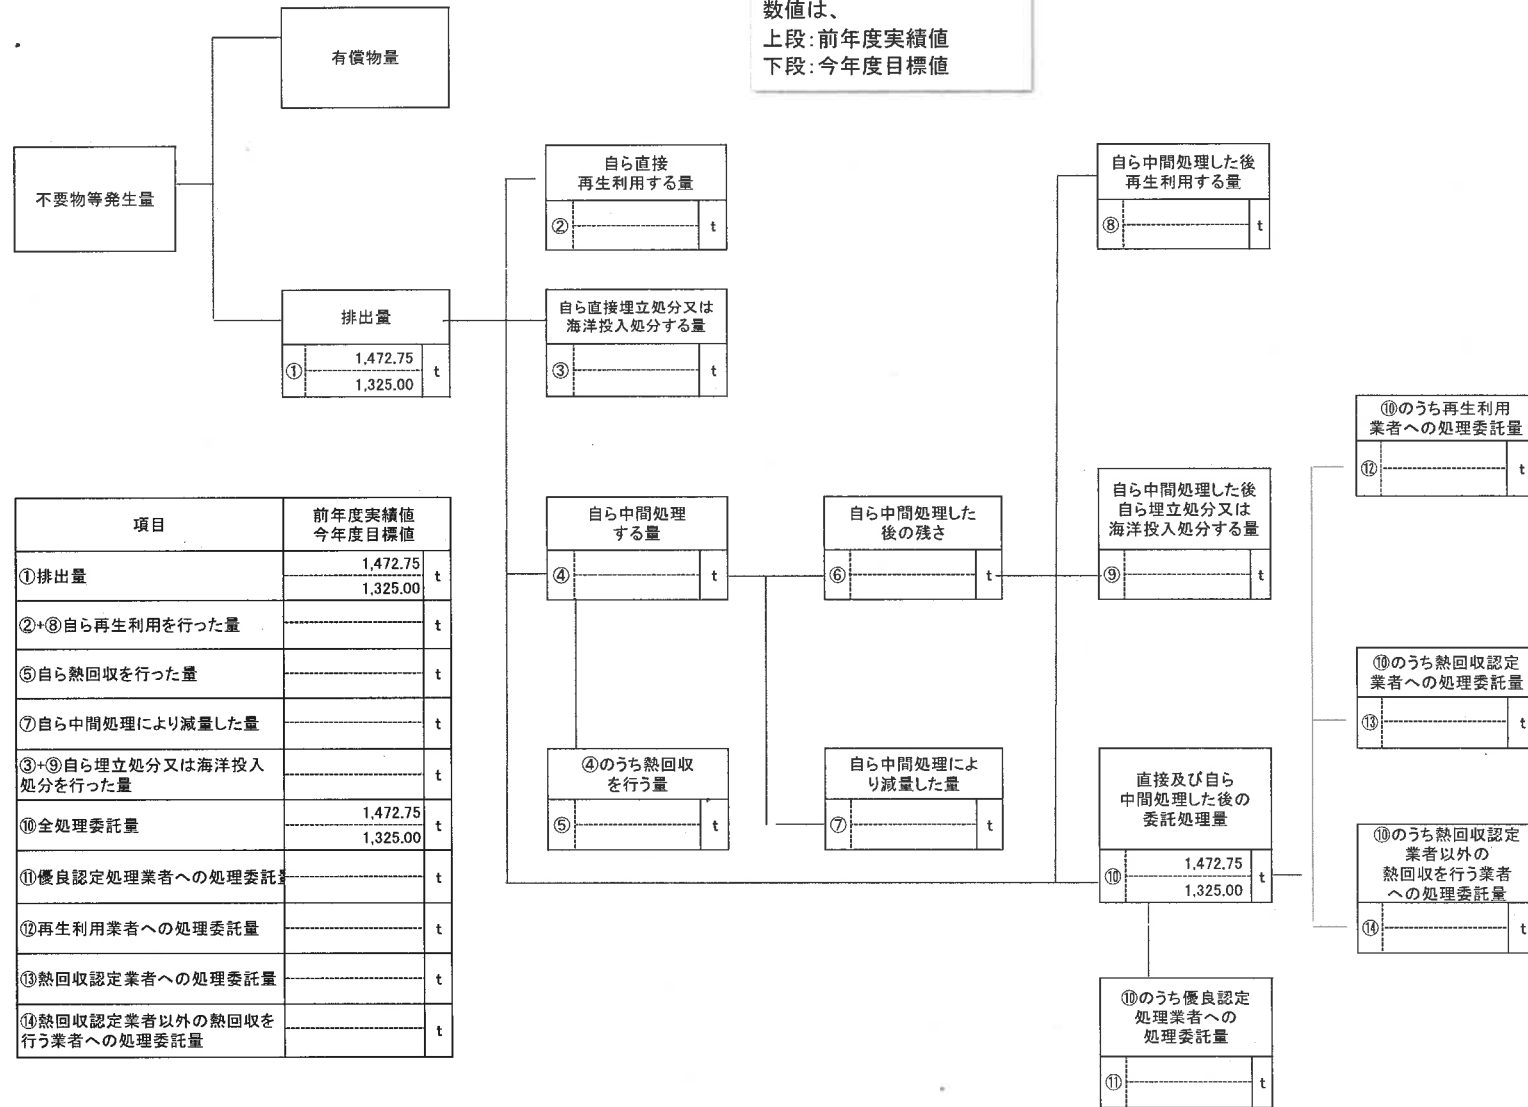 数値は、
上段:前年度実績値
下段:今年度目標値
有償物量
不要物等発生量
排出量
① 1,472.75 t
1,325.00
自ら直接
再生利用する量
② t
自ら直接埋立処分又は
海洋投入処分する量
③ t
自ら中間処理した後
再生利用する量
⑧ t
自ら中間処理
する量
④ t
自ら中間処理した
後の残さ
⑥ t
自ら中間処理した後
自ら埋立処分又は
海洋投入処分する量
⑨ t
④のうち熱回収
を行う量
⑤ t
自ら中間処理によ
り減量した量
⑦ t
直接及び自ら
中間処理した後の
委託処理量
⑩ 1,472.75 t
1,325.00
⑩のうち優良認定
処理業者への
処理委託量
⑪ t
⑩のうち再生利用
業者への処理委託量
⑫ t
⑩のうち熱回収認定
業者への処理委託量
⑬ t
⑩のうち熱回収認定
業者以外の
熱回収を行う業者
への処理委託量
⑭ t
項目 前年度実績値
今年度目標値
①排出量 1,472.75 t
1,325.00
②+⑧自ら再生利用を行った量 t
⑤自ら熱回収を行った量 t
⑦自ら中間処理により減量した量 t
③+⑨自ら埋立処分又は海洋投入
処分を行った量 t
⑩全処理委託量 1,472.75 t
1,325.00
⑪優良認定処理業者への処理委託 t
⑫再生利用業者への処理委託量 t
⑬熱回収認定業者への処理委託量 t
⑭熱回収認定業者以外の熱回収を
行う業者への処理委託量 t